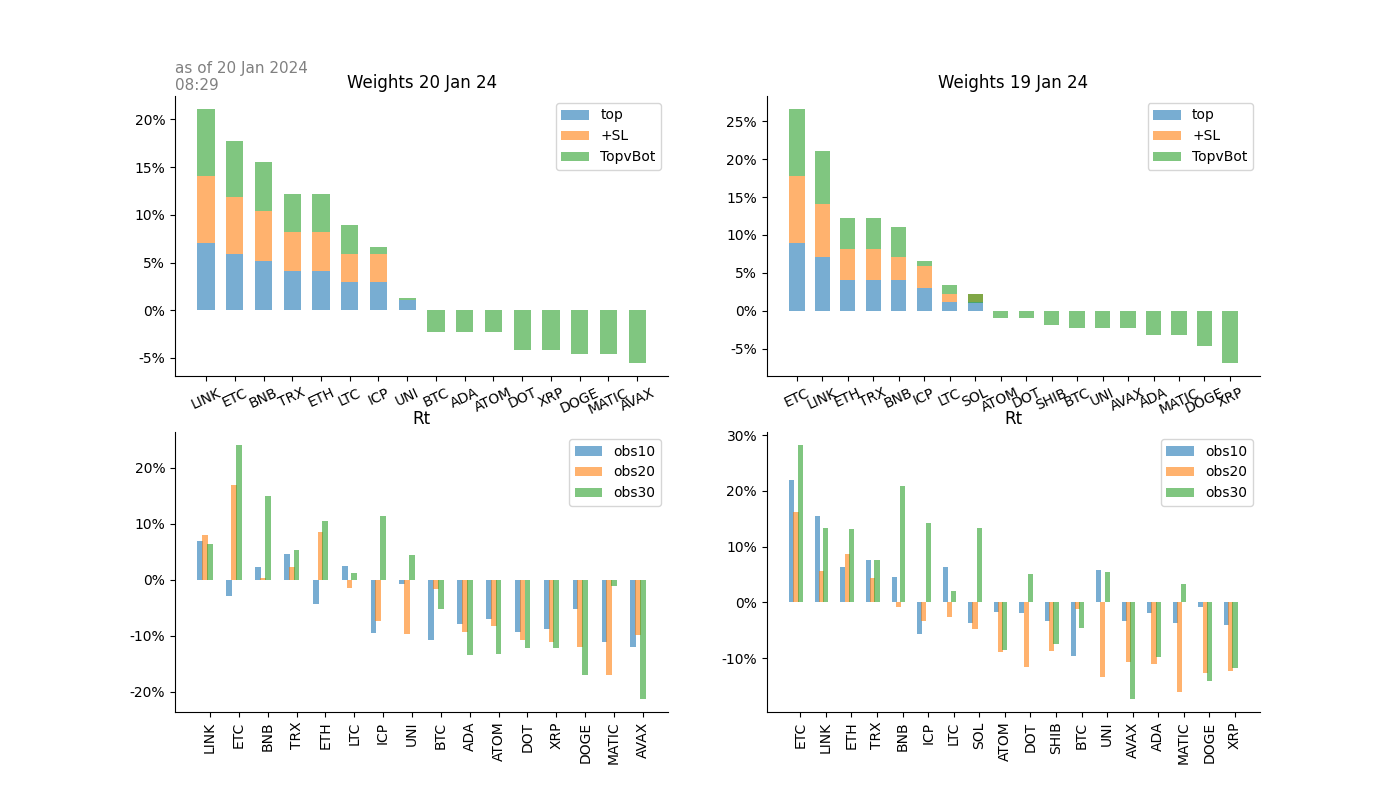 as of 20 Jan 2024
08:29
Weights 20 Jan 24
20%
15%
10%
5%
0%
-5%
top
+SL
TopvBot
LINK ETC BNB TRX ETH LTC ICP UNI BTC ADA ATOM DOT XRP DOGE MATIC AVAX
Weights 19 Jan 24
25%
20%
15%
10%
5%
0%
-5%
top
+SL
TopvBot
ETC LINK ETH TRX BNB ICP LTC SOL ATOM DOT SHIB BTC UNI AVAX ADA MATIC DOGE XRP
Rt
20%
10%
0%
-10%
-20%
obs10
obs20
obs30
LINK ETC BNB TRX ETH LTC ICP UNI BTC ADA ATOM DOT XRP DOGE MATIC AVAX
Rt
30%
20%
10%
0%
-10%
obs10
obs20
obs30
ETC LINK ETH TRX BNB ICP LTC SOL ATOM DOT SHIB BTC UNI AVAX ADA MATIC DOGE XRP